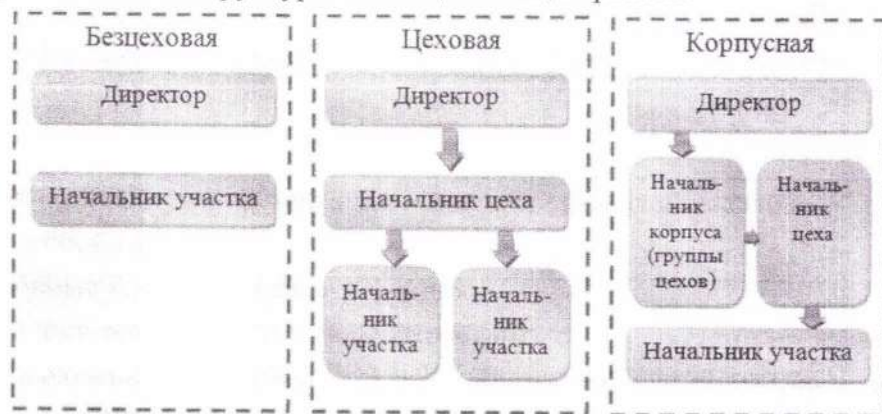 Безцеховая
Директор
Начальник участка
Цеховая
Директор
Начальник цеха
Началь-
ник
участка
Началь-
ник
участка
Корпусная
Директор
Началь-
ник
корпуса
(группы
цехов)
Началь-
ник
цеха
Начальник участка